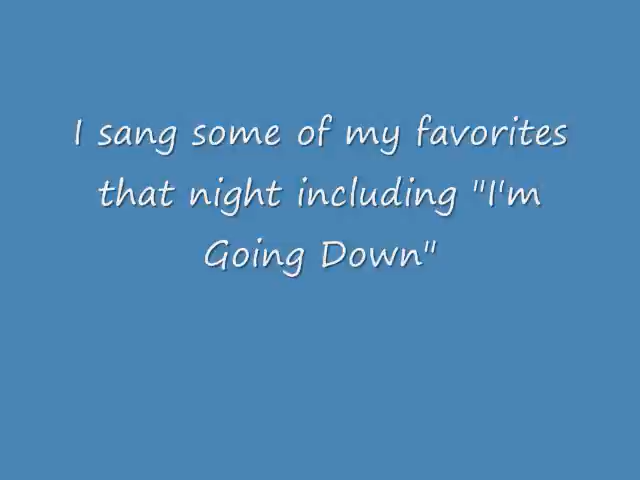 I sang some of my favorites
that night including "I'm
Going Down"